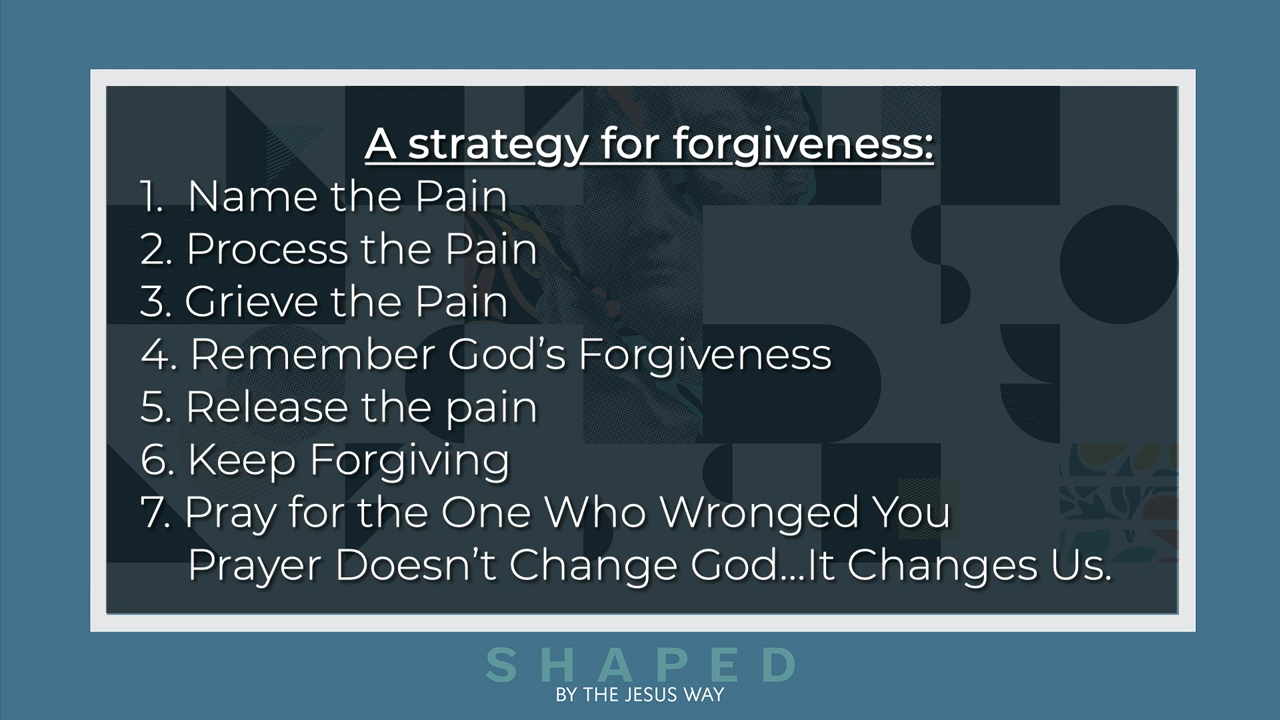 A strategy for forgiveness:
1. Name the Pain
2. Process the Pain
3. Grieve the Pain
4. Remember God’s Forgiveness
5. Release the pain
6. Keep Forgiving
7. Pray for the One Who Wronged You
Prayer Doesn’t Change God...It Changes Us.
SHAPED
BY THE JESUS WAY